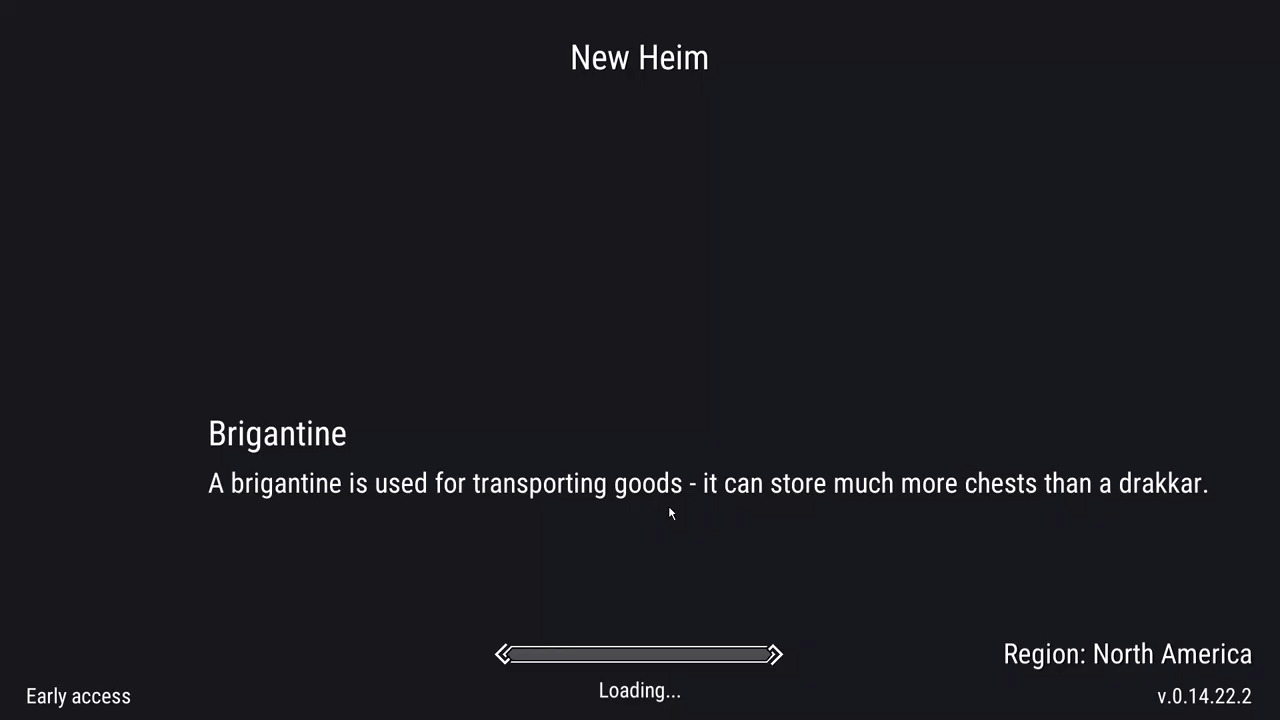 New Heim
Brigantine
A brigantine is used for transporting goods - it can store much more chests than a drakkar.
Region: North America
Loading...
Early access
v.0.14.22.2